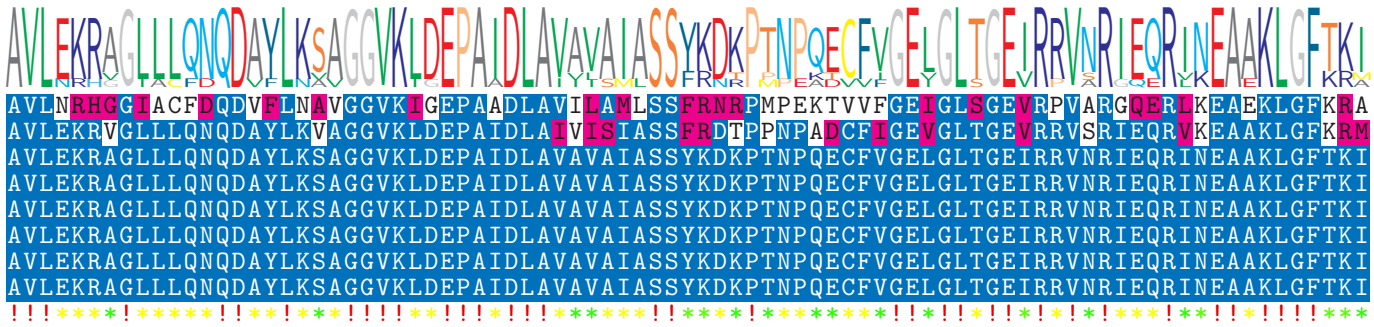 AVLEKRAGLLLQNQDAYLKSAGGVKLDEPAIDLAVAVAIASSYKDKPTNPQECFVGELGLTGEIRRVNRIEQRINEAAKLGFTKI
AVLNRHGGIACFDQDVFLNAVGGVKIGEPAADLAVILAMLSSFRNRPMPEKTVVFGEIGLSGEVRPVARGQERLKEAEKLGFKRA
AVLEKRVGLLLQNQDAYLKVAGGVKLDEPAIDLAIVISIASSFRDTPPNPADCFIGEVGLTGEVRRVSRIEQRVKEAAKLGFKRM
AVLEKRAGLLLQNQDAYLKSAGGVKLDEPAIDLAVAVAIASSYKDKPTNPQECFVGELGLTGEIRRVNRIEQRINEAAKLGFTKI
AVLEKRAGLLLQNQDAYLKSAGGVKLDEPAIDLAVAVAIASSYKDKPTNPQECFVGELGLTGEIRRVNRIEQRINEAAKLGFTKI
AVLEKRAGLLLQNQDAYLKSAGGVKLDEPAIDLAVAVAIASSYKDKPTNPQECFVGELGLTGEIRRVNRIEQRINEAAKLGFTKI
AVLEKRAGLLLQNQDAYLKSAGGVKLDEPAIDLAVAVAIASSYKDKPTNPQECFVGELGLTGEIRRVNRIEQRINEAAKLGFTKI
AVLEKRAGLLLQNQDAYLKSAGGVKLDEPAIDLAVAVAIASSYKDKPTNPQECFVGELGLTGEIRRVNRIEQRINEAAKLGFTKI
AVLEKRAGLLLQNQDAYLKSAGGVKLDEPAIDLAVAVAIASSYKDKPTNPQECFVGELGLTGEIRRVNRIEQRINEAAKLGFTKI
!!!****!*****!!**!***!!!!**!!!*!!!******!!****!********!!*!!*!!*!*!*!***!**!!*!!!!***